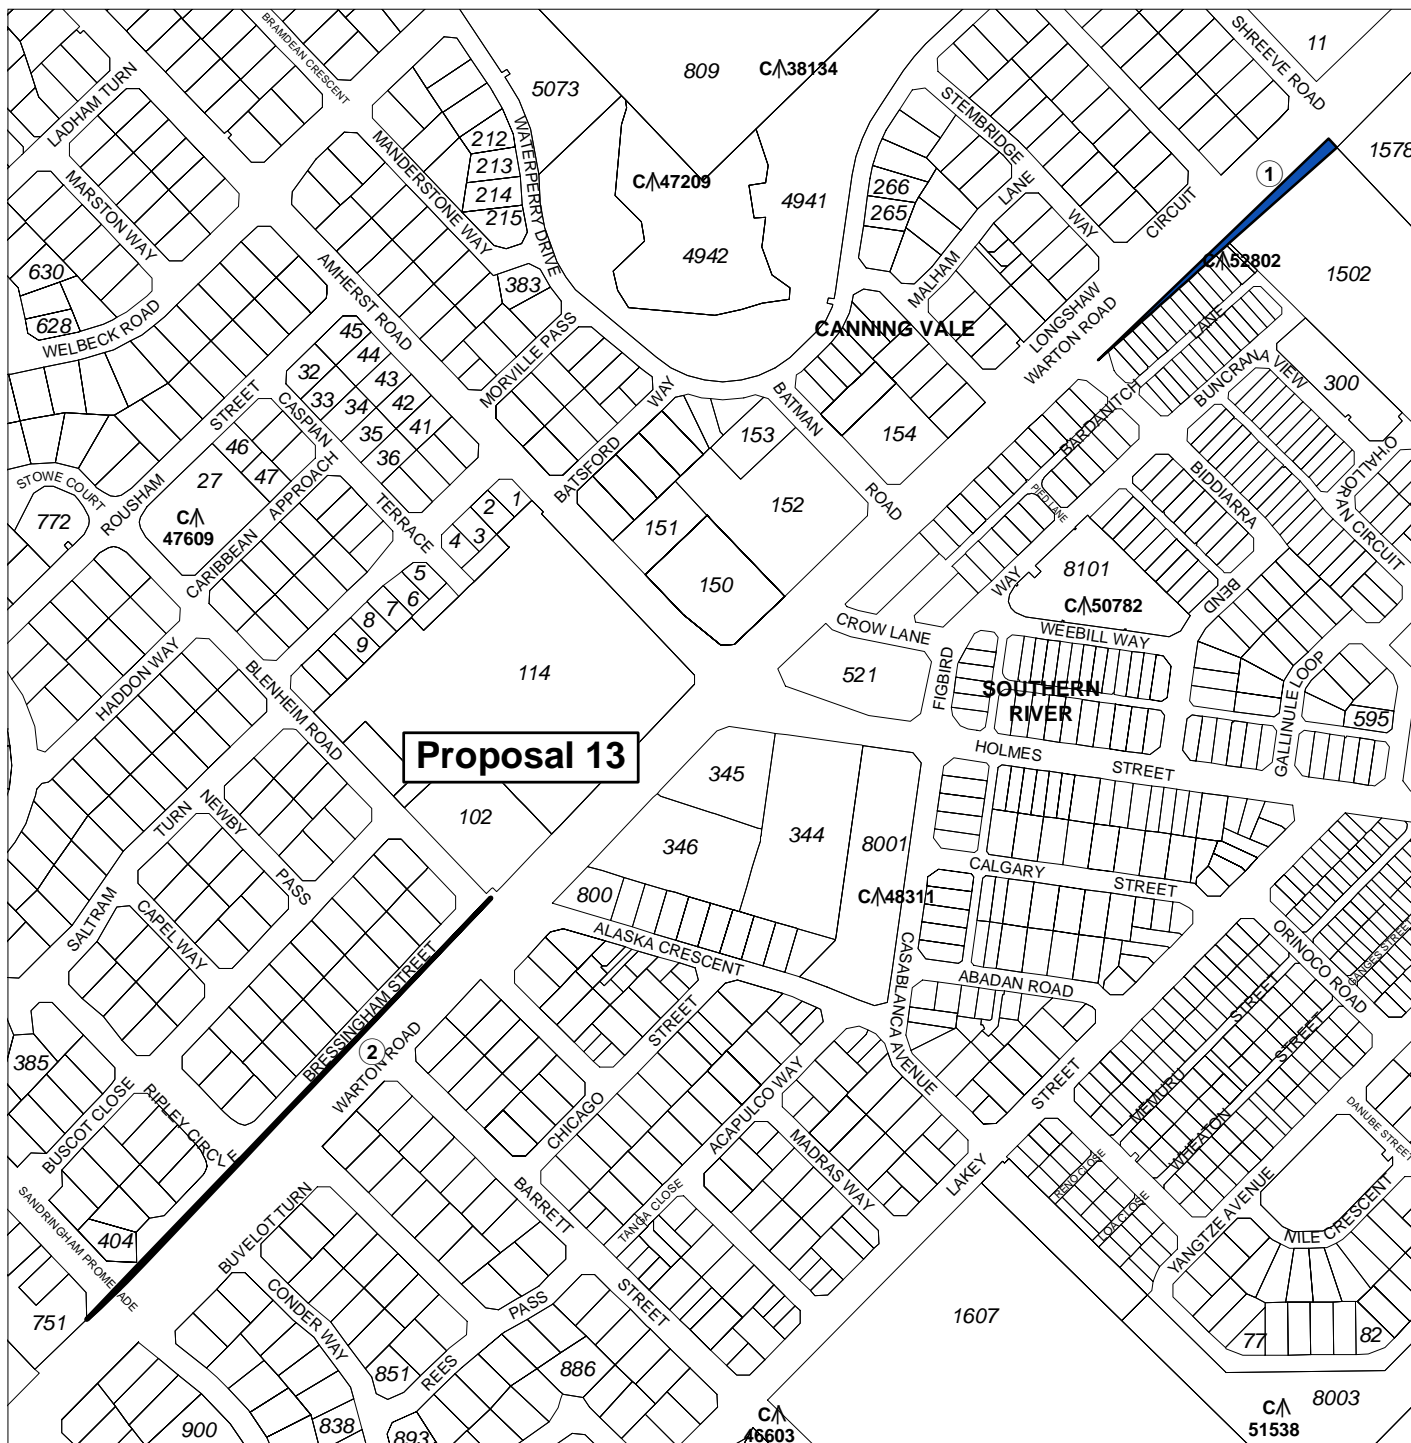 BRAMDEAN CRESCENT
SHREEVE ROAD
11
LADHAM TURN
809
C 38134
5073
STEMBRIDGE
WAY
MANDERSTONE WAY
212
213
214
215
WATERPERRY DRIVE
1578
1
C 47209
266
265
LANE
4941
MARSTON WAY
CIRCUIT
4942
C 52802
1502
630
628
WELBECK ROAD
AMHERST ROAD
383
MALHAM
LONGSHAW
WARTON ROAD
LANE
CANNING VALE
45
44
43
42
41
32
33
34
35
36
MORVILLE PASS
WAY
BATSFORD
BATMAN
ROAD
BARDANITCH
BUNCRANA VIEW
300
STREET
CASPIAN
TERRACE
153
154
46
47
27
APPROACH
CARIBBEAN
O'HALLORAN CIRCUIT
STOWE COURT
ROUSHAM
772
C
47609
1
2
3
4
151
152
BIDDIARRA
BEND
PIED LANE
WAY
8101
C 50782
5
6
7
8
9
150
CROW LANE
WEEBILL WAY
HADDON WAY
BLENHEIM ROAD
114
521
FIGBIRD
SOUTHERN
RIVER
GALLINULE LOOP
595
Proposal 13
HOLMES
STREET
345
102
346
344
8001
TURN
NEWBY
PASS
CALGARY
STREET
800
C 48311
SALTRAM
CAPEL WAY
ALASKA CRESCENT
CASABLANCA AVENUE
ABADAN ROAD
ORINOCO ROAD
GANGES STREET
BRESSINGHAM STREET
2
WARTON ROAD
STREET
CHICAGO
STREET
MEMURU
STREET
WHEATON
385
BUSCOT CLOSE
RIPLEY CIRCLE
ACAPULCO WAY
MADRAS WAY
STREET
LAKEY
DANUBE STREET
RENO CLOSE
LOA CLOSE
SANDRINGHAM PROMENADE
404
BUVELOT TURN
BARRETT
STREET
TANGA CLOSE
YANGTZE AVENUE
NILE CRESCENT
751
CONDER WAY
PASS
REES
1607
77
82
851
886
900
838
893
C
46603
C
51538
8003